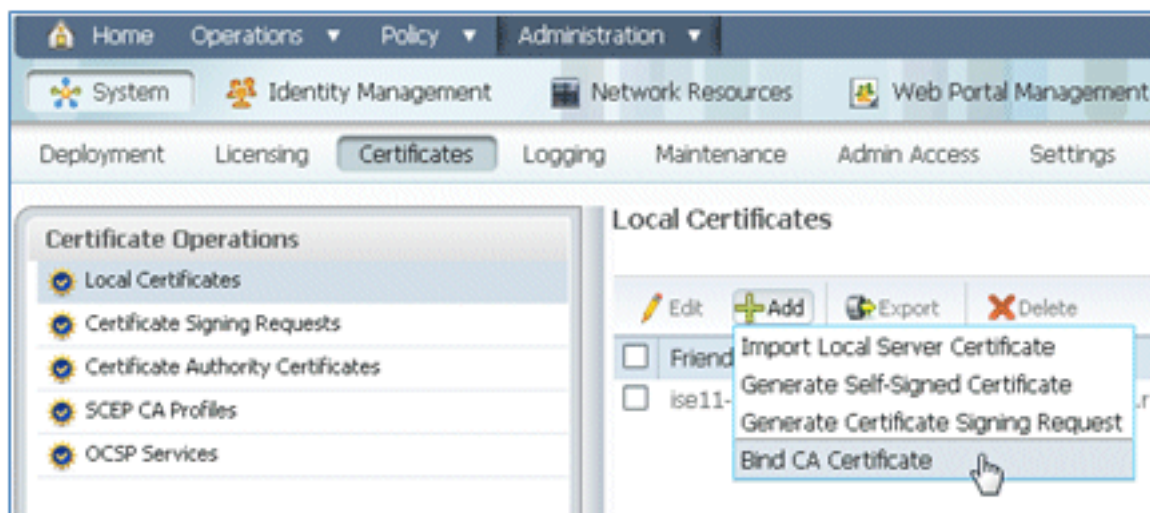 Home Operations Policy Administration
System Identity Management Network Resources Web Portal Management
Deployment Licensing Certificates Logging Maintenance Admin Access Settings
Certificate Operations
Local Certificates
Certificate Signing Requests
Certificate Authority Certificates
SCEP CA Profiles
OCSP Services
Local Certificates
Edit Add Export Delete
Friend
ise11-
Import Local Server Certificate
Generate Self-Signed Certificate
Generate Certificate Signing Request
Bind CA Certificate